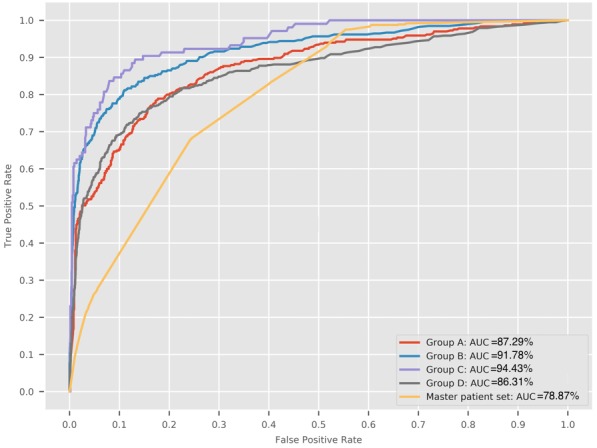 1.0
0.9
0.8
0.7
0.6
0.5
0.4
0.3
0.2
0.1
0.0
True Positive Rate
Group A: AUC=87.29%
Group B: AUC=91.78%
Group C: AUC=94.43%
Group D: AUC=86.31%
Master patient set: AUC=78.87%
0.0 0.1 0.2 0.3 0.4 0.5 0.6 0.7 0.8 0.9 1.0
False Positive Rate